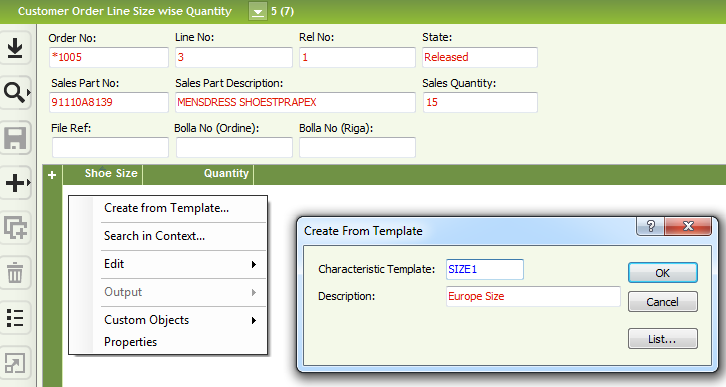 Customer Order Line Size wise Quantity 5 (7)
Order No: Line No: Rel No: State:
*1005 3 1 Released
Sales Part No: Sales Part Description: Sales Quantity:
91110A8139 MENSDRESS SHOESTPRAPEX 15
File Ref: Bolla No (Ordine): Bolla No (Riga):
Shoe Size Quantity
Create from Template...
Search in Context...
Edit
Output
Custom Objects
Properties
Create From Template
Characteristic Template: SIZE1
Description: Europe Size
OK
Cancel
List...